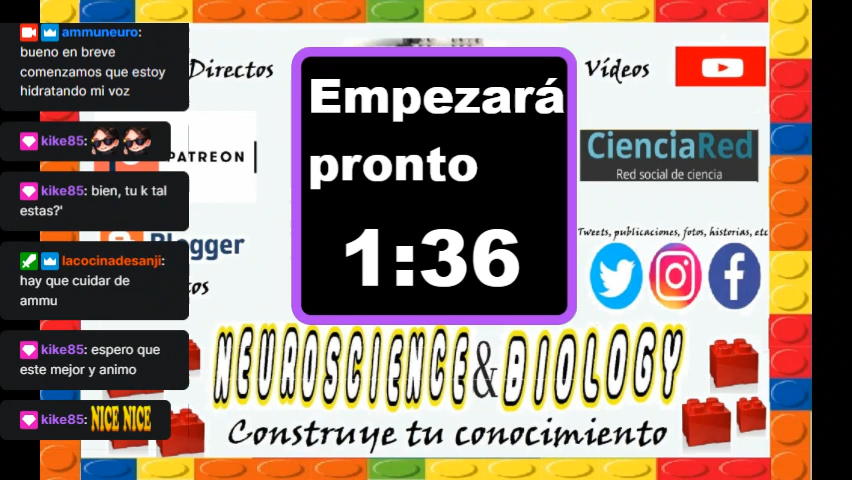 ammuneuro:
bueno en breve
comenzamos que estoy
hidratando mi voz
kike85:
kike85: bien, tu k tal
estas?'
lacocinadesanji:
hay que cuidar de
ammu
kike85: espero que
este mejor y animo
kike85: NICE NICE
Directos
PATREON
Blogger
Empezará
pronto
1:36
Vídeos
CienciaRed
Red social de ciencia
Tweets, publicaciones, fotos, historias, etc
NEUROSCIENCE & BIOLOGY
Construye tu conocimiento